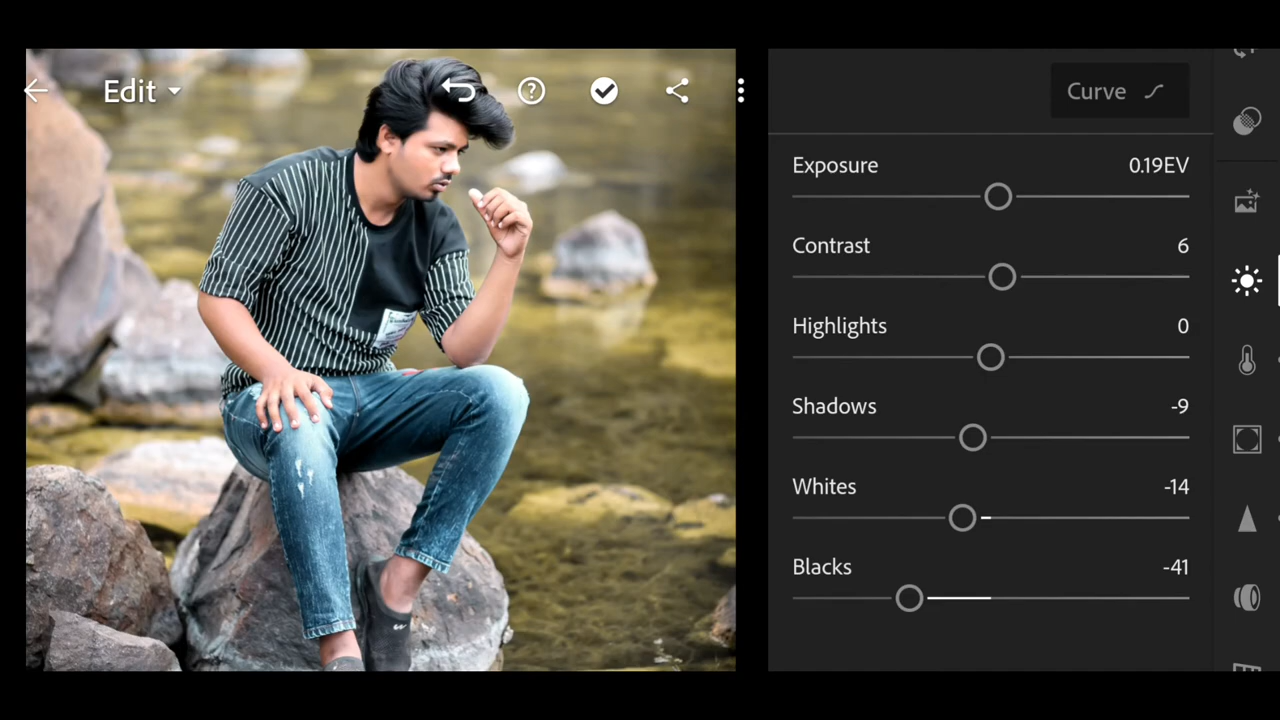 Edit
Curve
Exposure 0.19EV
Contrast 6
Highlights 0
Shadows -9
Whites -14
Blacks -41